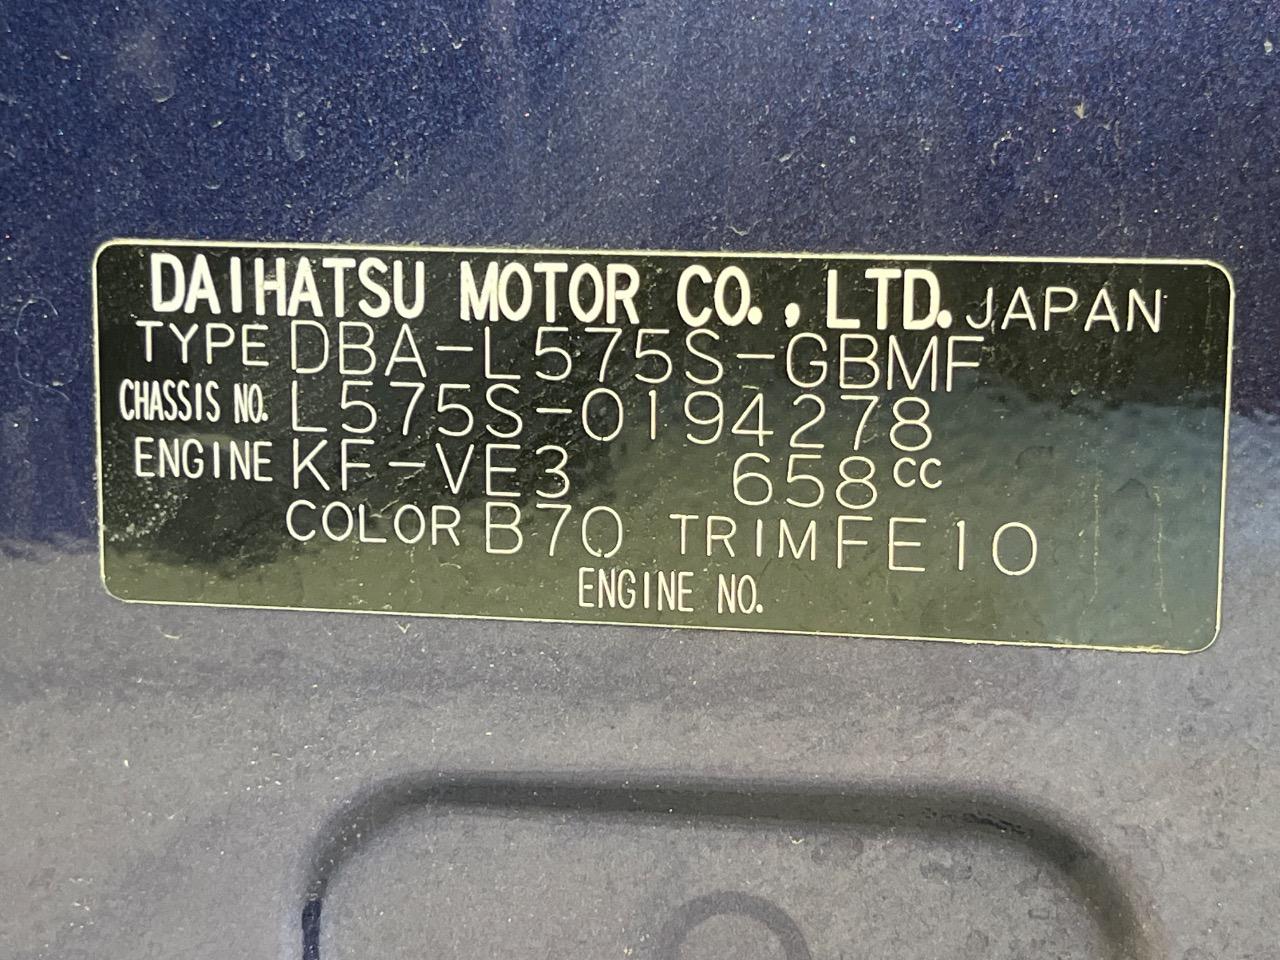 DAIHATSU MOTOR CO., LTD. JAPAN
TYPE DBA-L575S-GBMF
CHASSIS NO. L575S-0194278
ENGINE KF-VE3 658cc
COLOR B70 TRIM FE10
ENGINE NO.